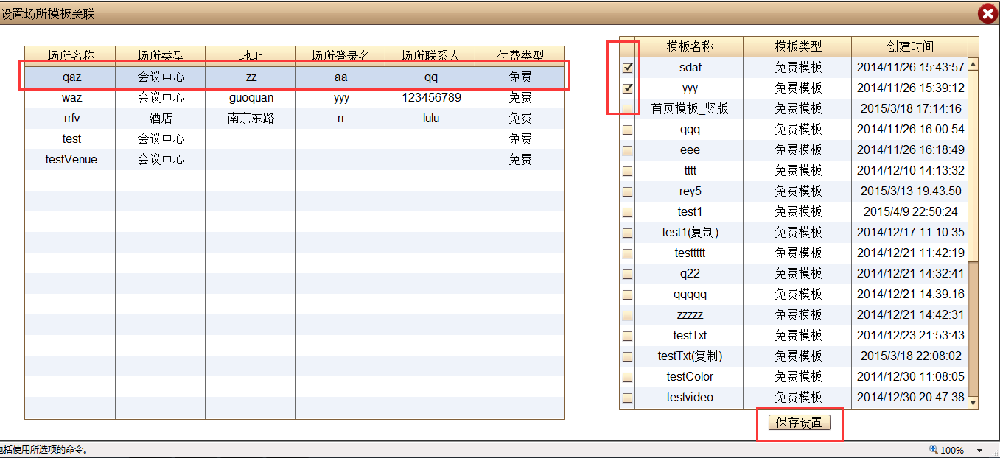 设置场所模板关联
场所名称 场所类型 地址 场所登录名 场所联系人 付费类型
qaz 会议中心 zz aa qq 免费
waz 会议中心 guoquan yyy 123456789 免费
rrfv 酒店 南京东路 rr lulu 免费
test 会议中心 免费
testVenue 会议中心 免费
模板名称 模板类型 创建时间
sdaf 免费模板 2014/11/26 15:43:57
yyy 免费模板 2014/11/26 15:39:12
首页模板_竖版 免费模板 2015/3/18 17:14:16
qqq 免费模板 2014/11/26 16:00:54
eee 免费模板 2014/11/26 16:18:49
tttt 免费模板 2014/12/10 14:13:32
rey5 免费模板 2015/3/13 19:43:50
test1 免费模板 2015/4/9 22:50:24
test1(复制) 免费模板 2014/12/17 11:10:35
testtttt 免费模板 2014/12/21 11:42:19
q22 免费模板 2014/12/21 14:32:41
qqqqq 免费模板 2014/12/21 14:39:16
zzzzz 免费模板 2014/12/21 14:42:31
testTxt 免费模板 2014/12/23 21:53:43
testTxt(复制) 免费模板 2015/3/18 22:08:02
testColor 免费模板 2014/12/30 11:08:05
testvideo 免费模板 2014/12/30 20:47:38
保存设置
包括使用所选项的命令。 100%